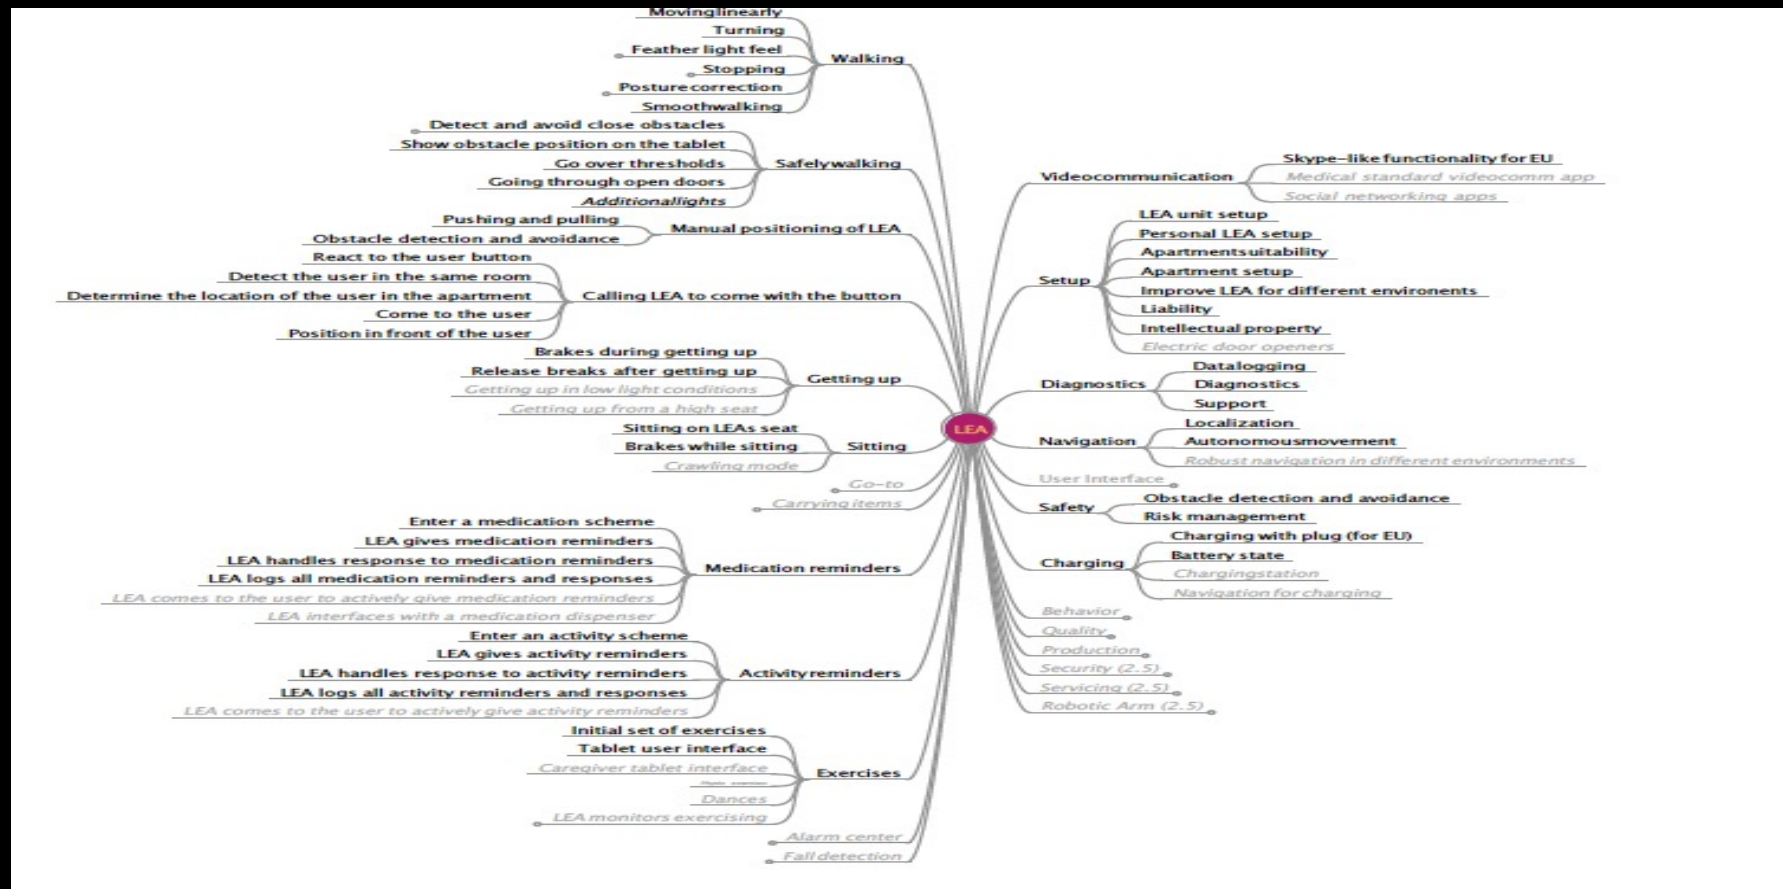 Movinglinearly
Turning
Feather light feel
Stopping
Posturecorrection
Smoothwalking
Walking
Detect and avoid close obstacles
Show obstacle position on the tablet
Go over thresholds
Going through open doors
Additionallights
Safelywalking
Pushing and pulling
Obstacle detection and avoidance
Manual positioning of LEA
React to the user button
Detect the user in the same room
Determine the location of the user in the apartment
Come to the user
Position in front of the user
Calling LEA to come with the button
Brakes during getting up
Release breaks after getting up
Getting up in low light conditions
Getting up from a high seat
Getting up
Sitting on LEAs seat
Brakes while sitting
Crawling mode
Sitting
Go-to
Carrying items
Enter a medication scheme
LEA gives medication reminders
LEA handles response to medication reminders
LEA logs all medication reminders and responses
LEA comes to the user to actively give medication reminders
LEA interfaces with a medication dispenser
Medication reminders
Enter an activity scheme
LEA gives activity reminders
LEA handles response to activity reminders
LEA logs all activity reminders and responses
LEA comes to the user to actively give activity reminders
Activityreminders
Initial set of exercises
Tablet user interface
Caregiver tablet interface
Dances
LEA monitors exercising
Exercises
Alarm center
Fall detection
LEA
Videocommunication
Skype-like functionality for EU
Medical standard videocomm app
Social networking apps
Setup
LEA unit setup
Personal LEA setup
Apartmentsuitability
Apartment setup
Improve LEA for different environents
Liability
Intellectual property
Electric door openers
Diagnostics
Datalogging
Diagnostics
Support
Navigation
Localization
Autonomousmovement
Robust navigation in different environments
User Interface
Safety
Obstacle detection and avoidance
Risk management
Charging
Charging with plug (for EU)
Battery state
Chargingstation
Navigation for charging
Behavior
Quality
Production
Security (2.5)
Servicing (2.5)
Robotic Arm (2.5)